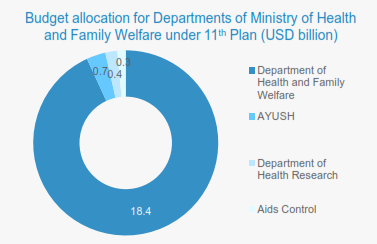 Budget allocation for Departments of Ministry of Health
and Family Welfare under 11th Plan (USD billion)
0.3
0.7
0.4
18.4
Department of
Health and Family
Welfare
AYUSH
Department of
Health Research
Aids Control